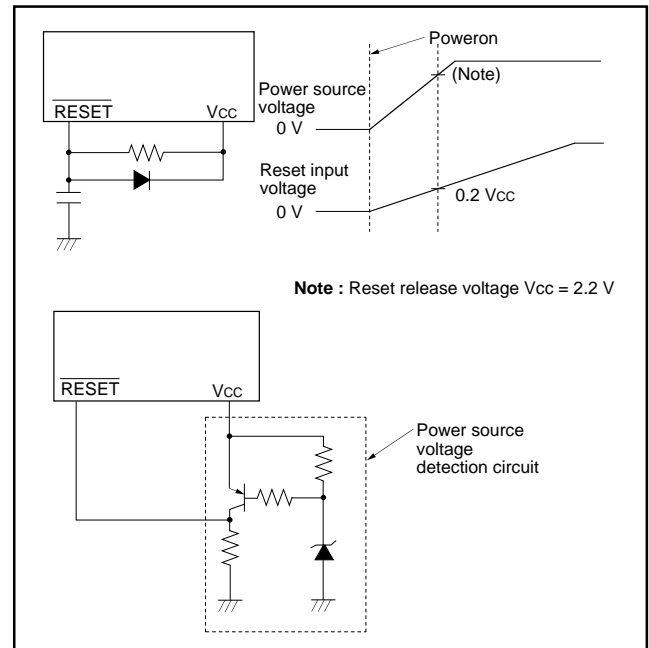 Poweron
(Note)
Power source
voltage
0 V
RESET
Vcc
Reset input
voltage
0 V
0.2 Vcc
Note : Reset release voltage Vcc = 2.2 V
RESET
Vcc
Power source
voltage
detection circuit